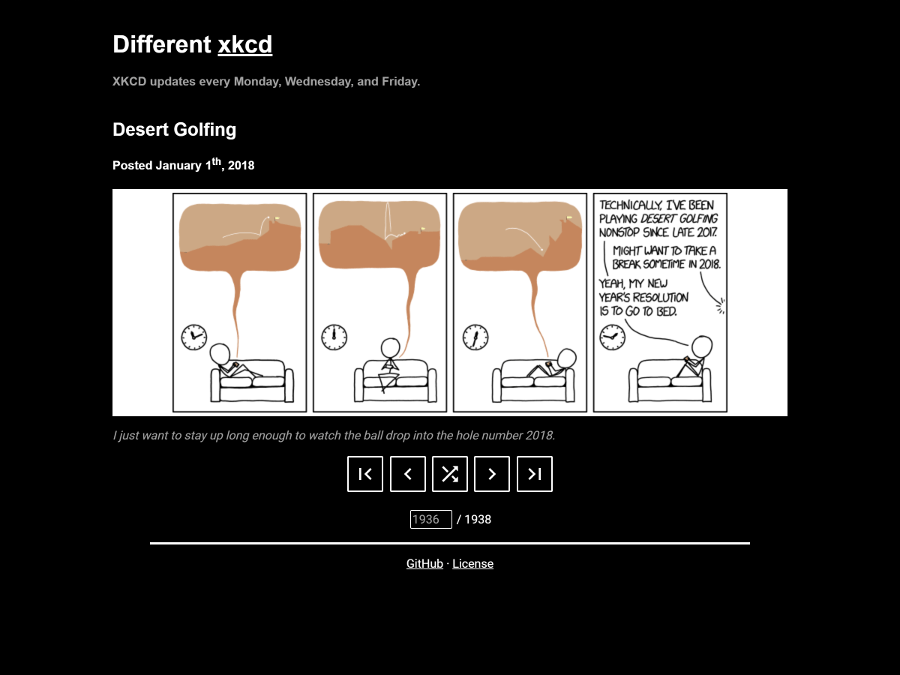 Different xkcd
XKCD updates every Monday, Wednesday, and Friday.
Desert Golfing
Posted January 1th, 2018
TECHNICALLY, I'VE BEEN
PLAYING DESERT GOLFING
NONSTOP SINCE LATE 2017.
MIGHT WANT TO TAKE A
BREAK SOMETIME IN 2018.
YEAH, MY NEW
YEAR'S RESOLUTION
IS TO GO TO BED.
I just want to stay up long enough to watch the ball drop into the hole number 2018.
1936 / 1938
GitHub · License